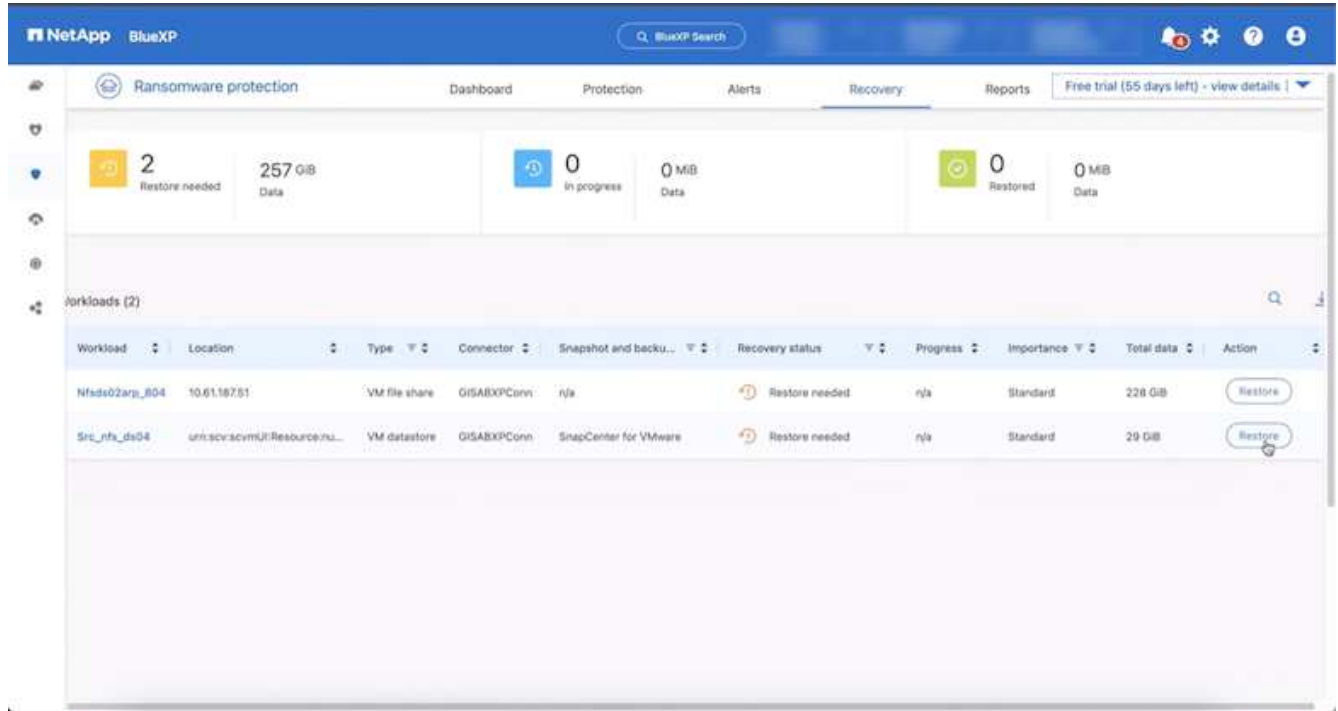 NetApp BlueXP BlueXP Search 4
Ransomware protection Dashboard Protection Alerts Recovery Reports Free trial (55 days left) - view details |
2 257 GiB 0 0 MiB 0 0 MiB
Restore needed Data In progress Data Restored Data
Workloads (2)
Workload Location Type Connector Snapshot and backu... Recovery status Progress Importance Total data Action
Nfsds02arp_804 10.61.187.51 VM file share GISABXPConn n/a Restore needed n/a Standard 228 GiB Restore
Src_nfs_ds04 urn:scv:scvmUI:Resource:nu... VM datastore GISABXPConn SnapCenter for VMware Restore needed n/a Standard 29 GiB Restore